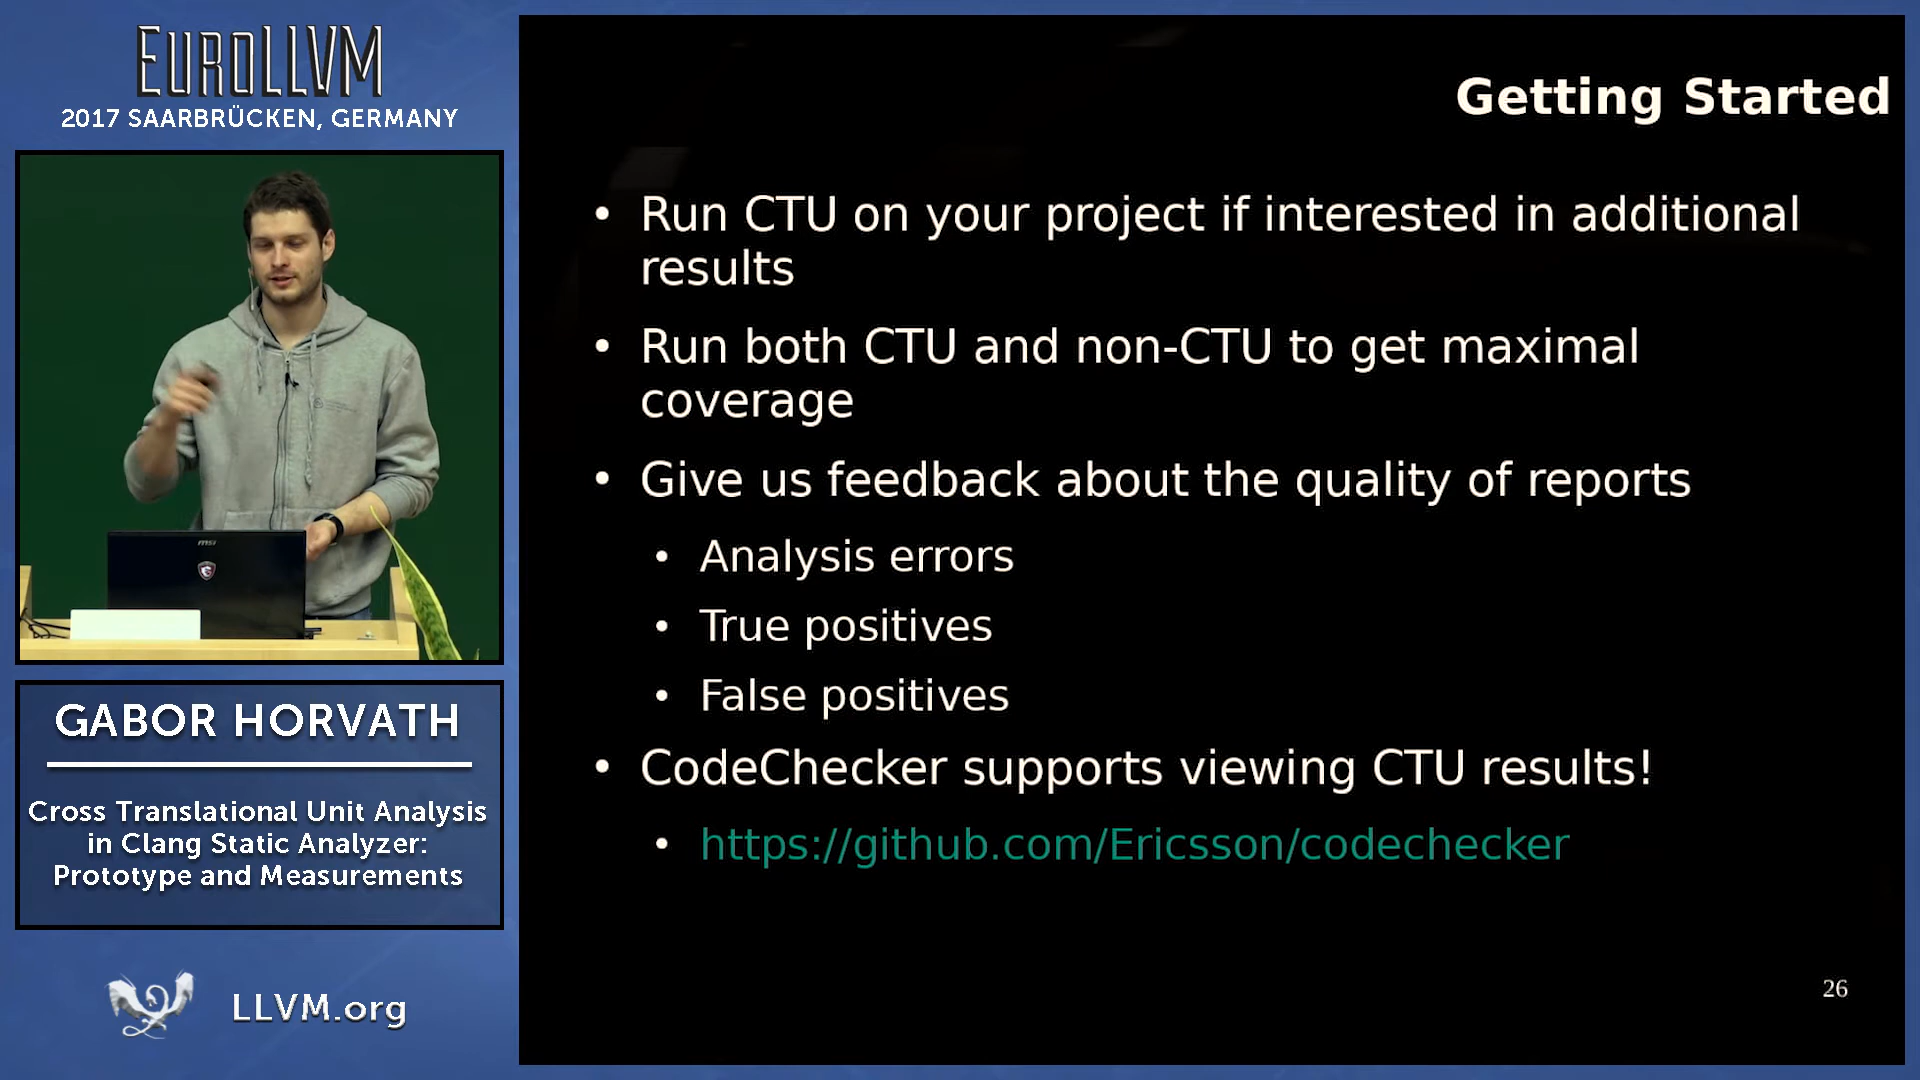 EUROLLVM
2017 SAARBRÜCKEN, GERMANY
msi
GABOR HORVATH
Cross Translational Unit Analysis
in Clang Static Analyzer:
Prototype and Measurements
LLVM.org
Getting Started
• Run CTU on your project if interested in additional
results
• Run both CTU and non-CTU to get maximal
coverage
• Give us feedback about the quality of reports
• Analysis errors
• True positives
• False positives
• CodeChecker supports viewing CTU results!
• https://github.com/Ericsson/codechecker
26